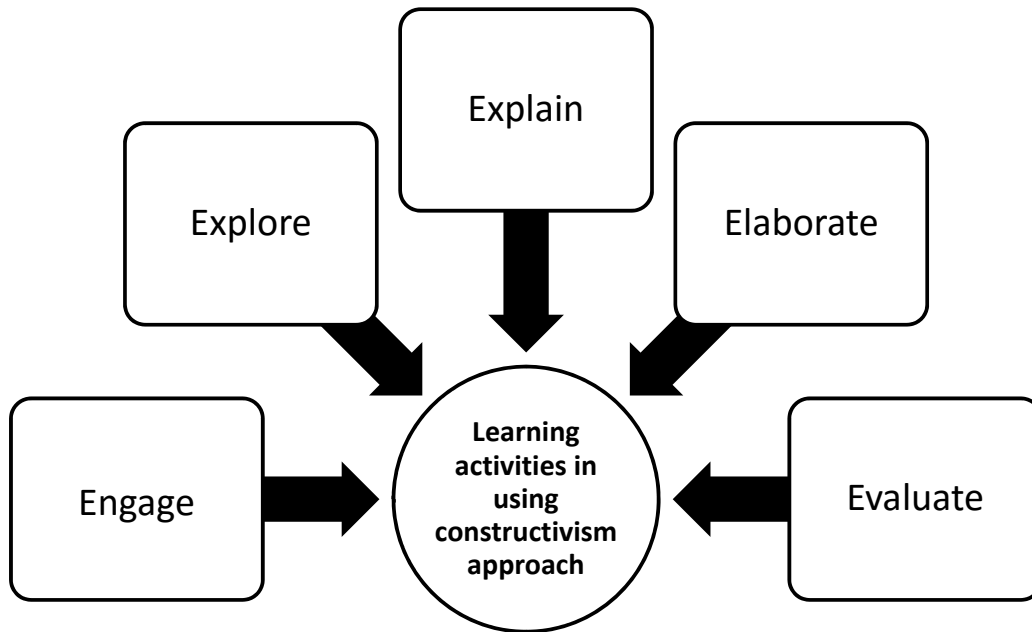 Explain
Explore
Elaborate
Engage
Learning
activities in
using
constructivism
approach
Evaluate